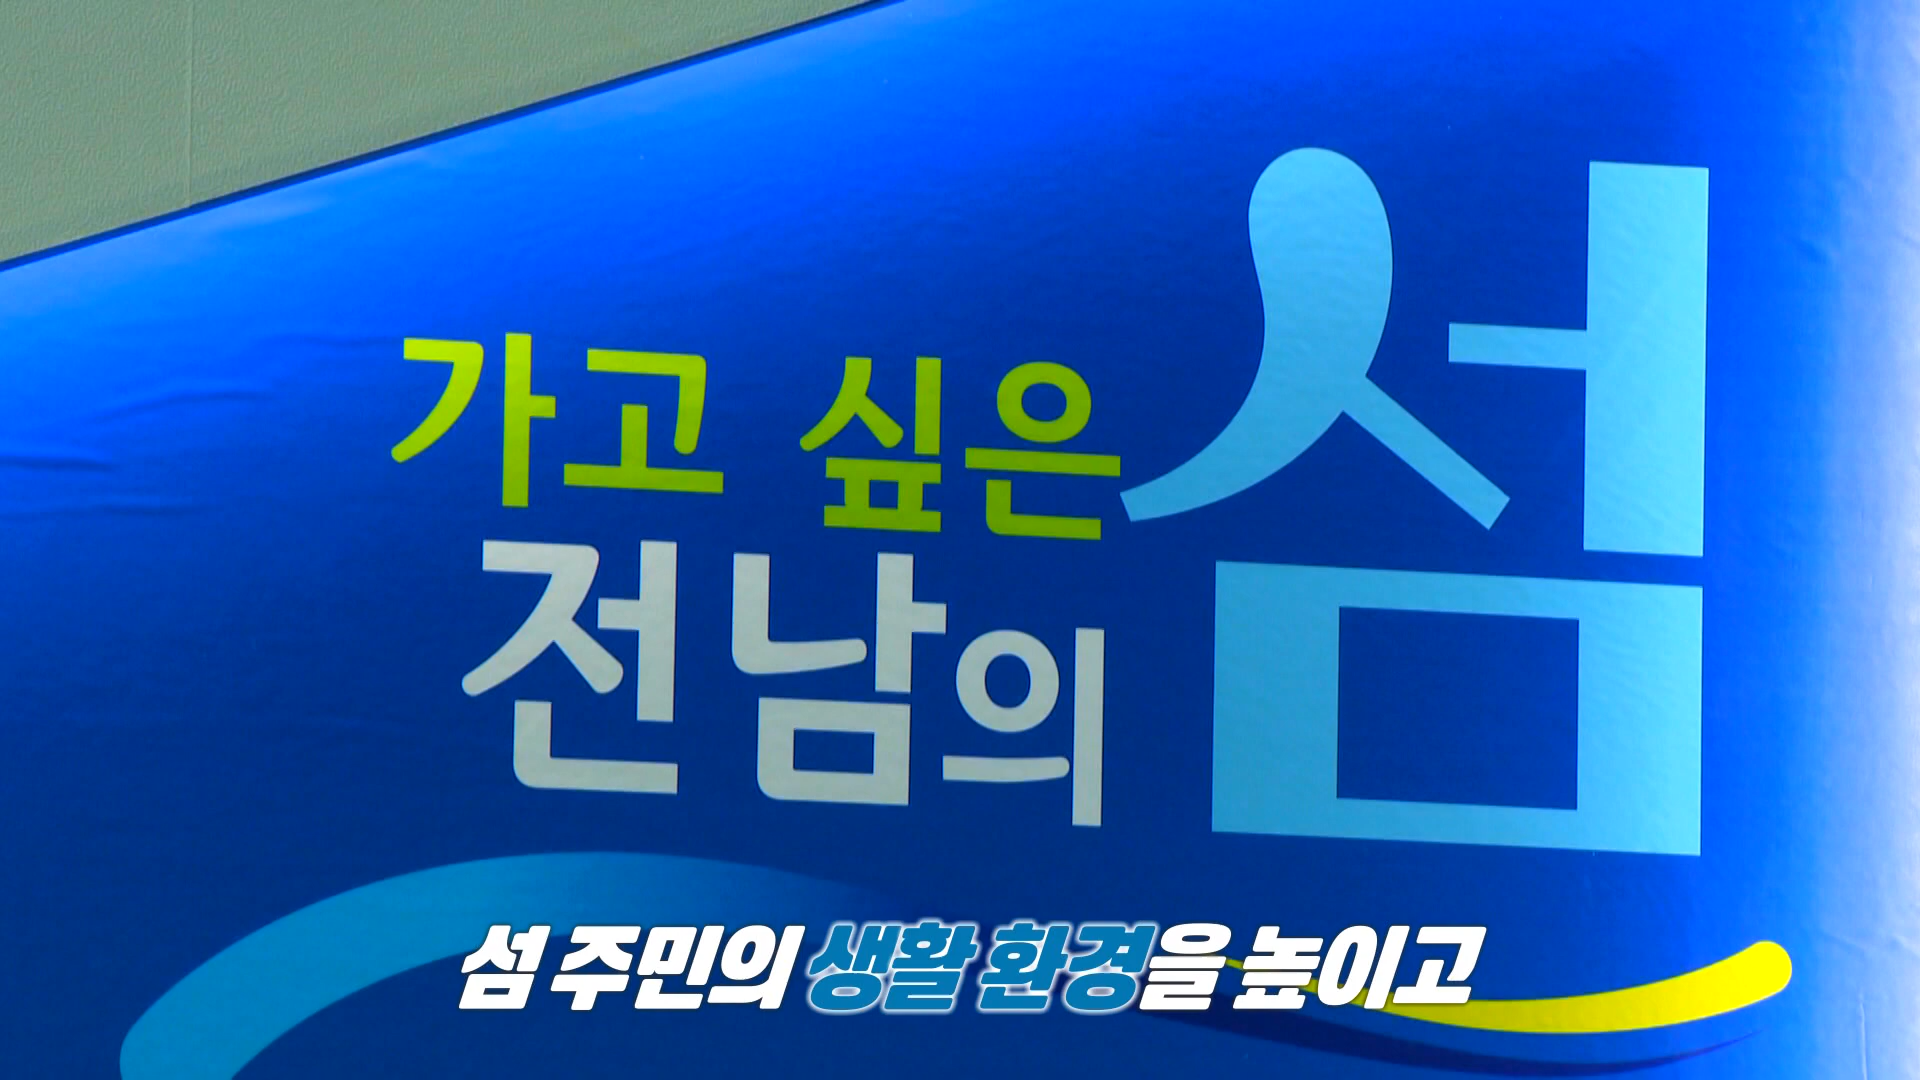 가고 싶은
전남의 섬
섬 주민의 생활 환경을 높이고